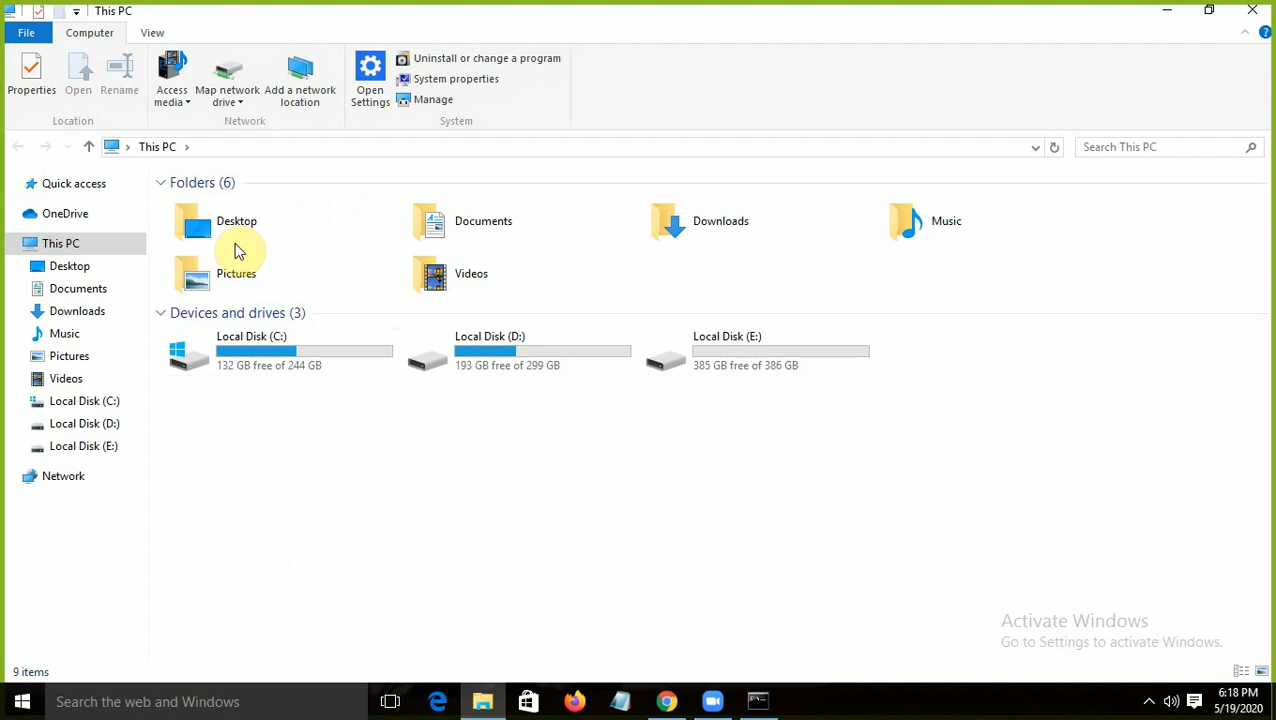 This PC
File
Computer
View
Properties
Open
Rename
Access media
Map network drive
Add a network location
Open Settings
Uninstall or change a program
System properties
Manage
Location
Network
System
This PC
Search This PC
Quick access
OneDrive
This PC
Desktop
Documents
Downloads
Music
Pictures
Videos
Local Disk (C:)
Local Disk (D:)
Local Disk (E:)
Network
Folders (6)
Desktop
Documents
Downloads
Music
Pictures
Videos
Devices and drives (3)
Local Disk (C:)
132 GB free of 244 GB
Local Disk (D:)
193 GB free of 299 GB
Local Disk (E:)
385 GB free of 386 GB
Activate Windows
Go to Settings to activate Windows.
9 items
Search the web and Windows
6:18 PM
5/19/2020